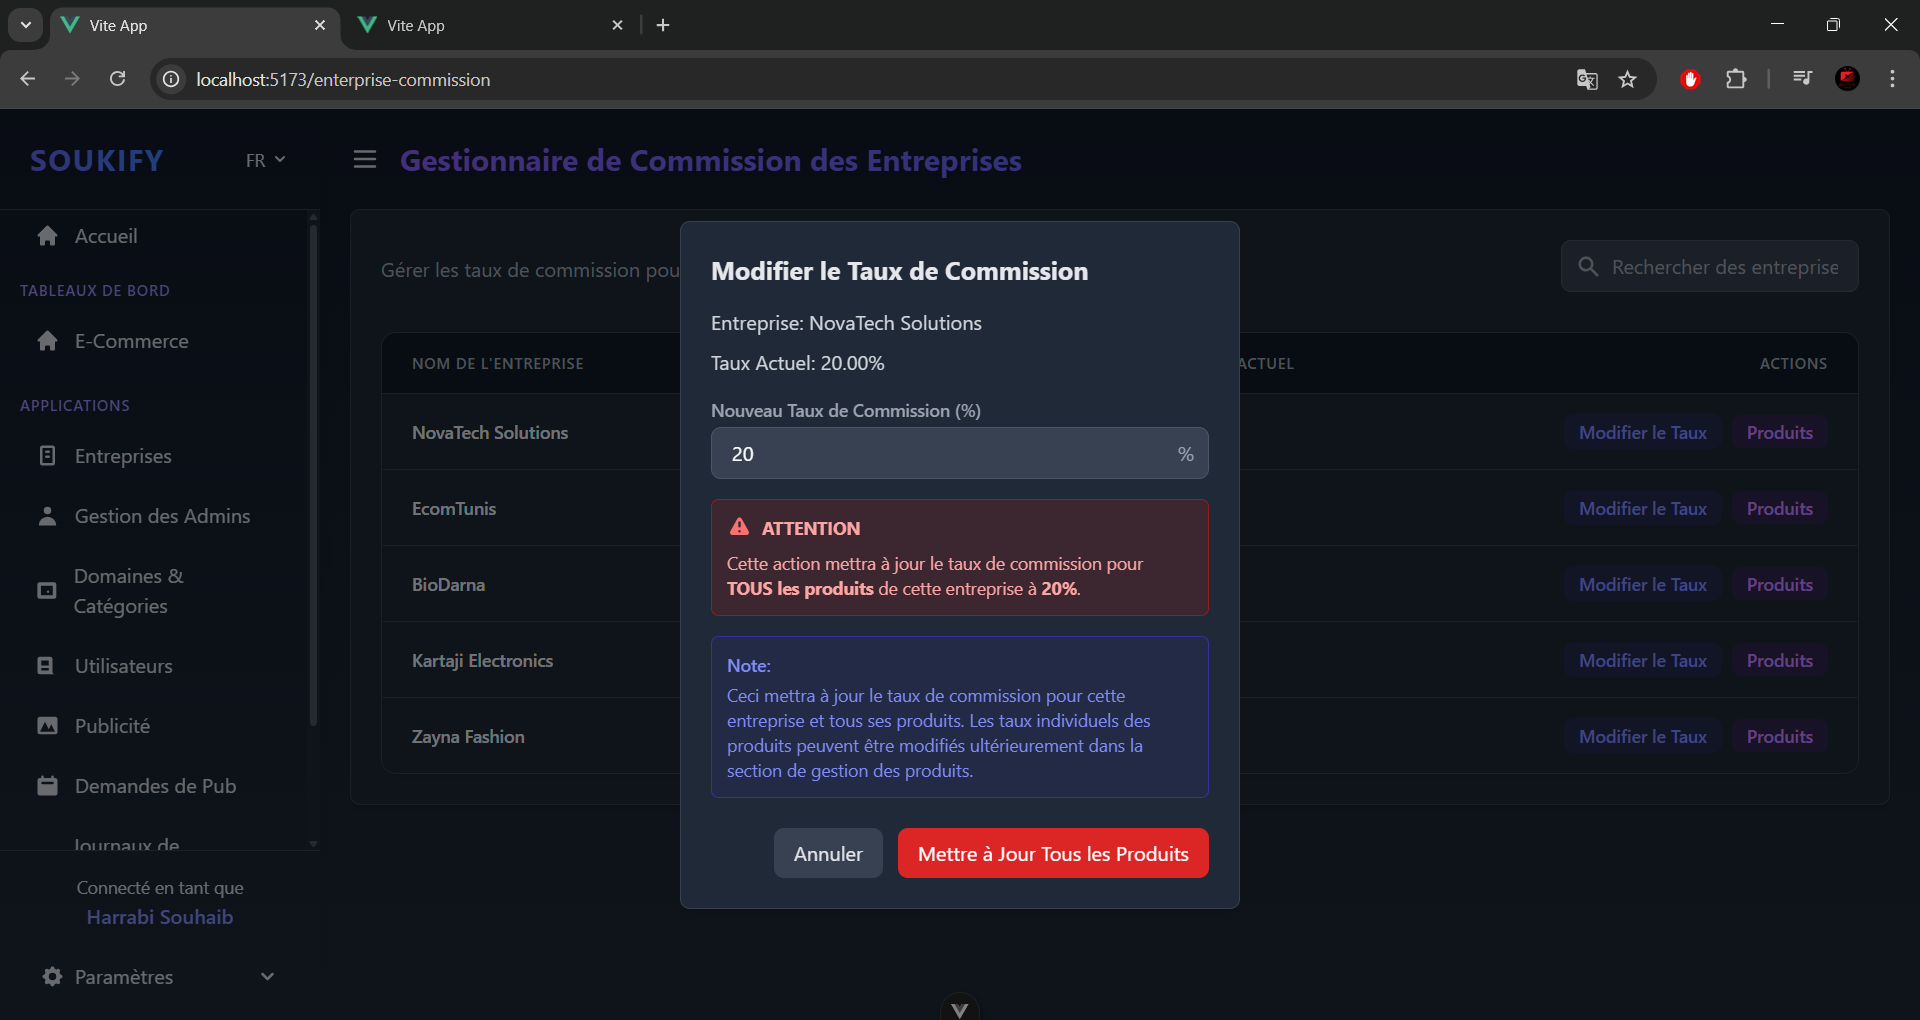 Vite App
Vite App
localhost:5173/enterprise-commission
SOUKIFY
FR
Gestionnaire de Commission des Entreprises
Accueil
TABLEAUX DE BORD
E-Commerce
APPLICATIONS
Entreprises
Gestion des Admins
Domaines &
Catégories
Utilisateurs
Publicité
Demandes de Pub
Journaux de
Connecté en tant que
Harrabi Souhaib
Paramètres
Gérer les taux de commission pou
Rechercher des entreprise
NOM DE L'ENTREPRISE
ACTUEL
ACTIONS
NovaTech Solutions
Modifier le Taux
Produits
EcomTunis
Modifier le Taux
Produits
BioDarna
Modifier le Taux
Produits
Kartaji Electronics
Modifier le Taux
Produits
Zayna Fashion
Modifier le Taux
Produits
Modifier le Taux de Commission
Entreprise: NovaTech Solutions
Taux Actuel: 20.00%
Nouveau Taux de Commission (%)
20 %
ATTENTION
Cette action mettra à jour le taux de commission pour
TOUS les produits de cette entreprise à 20%.
Note:
Ceci mettra à jour le taux de commission pour cette
entreprise et tous ses produits. Les taux individuels des
produits peuvent être modifiés ultérieurement dans la
section de gestion des produits.
Annuler
Mettre à Jour Tous les Produits